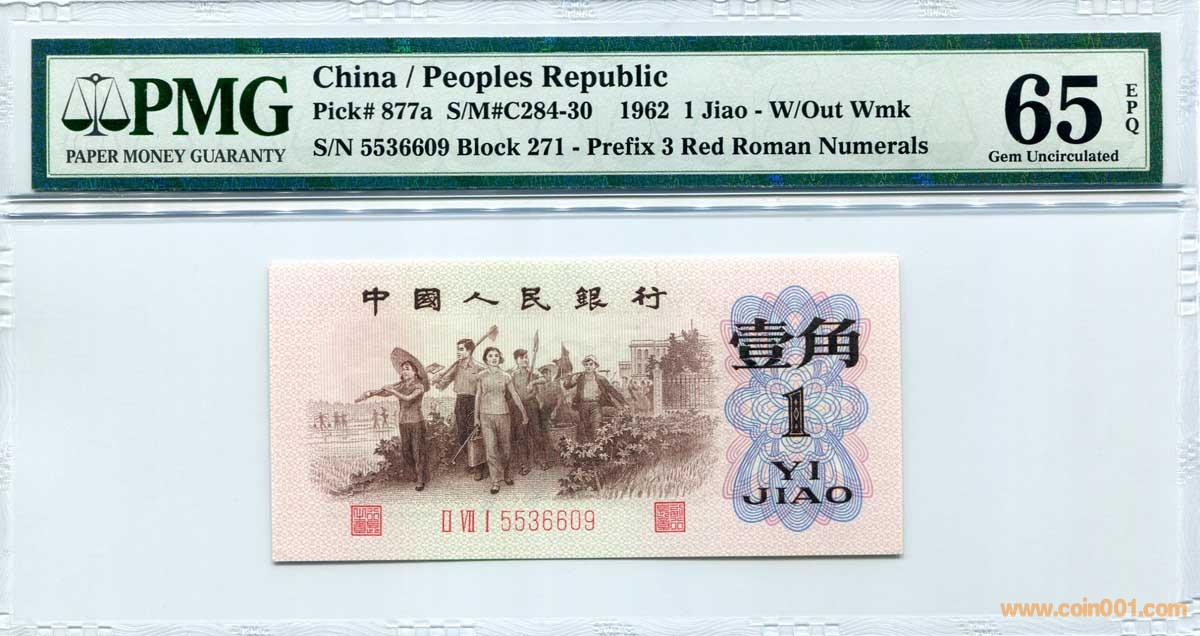 PMG
PAPER MONEY GUARANTY
China / Peoples Republic
Pick# 877a S/M#C284-30 1962 1 Jiao - W/Out Wmk
S/N 5536609 Block 271 - Prefix 3 Red Roman Numerals
65
EPQ
Gem Uncirculated
中國人民銀行
壹角
1
YI
JIAO
II VII I 5536609
www.coin001.com